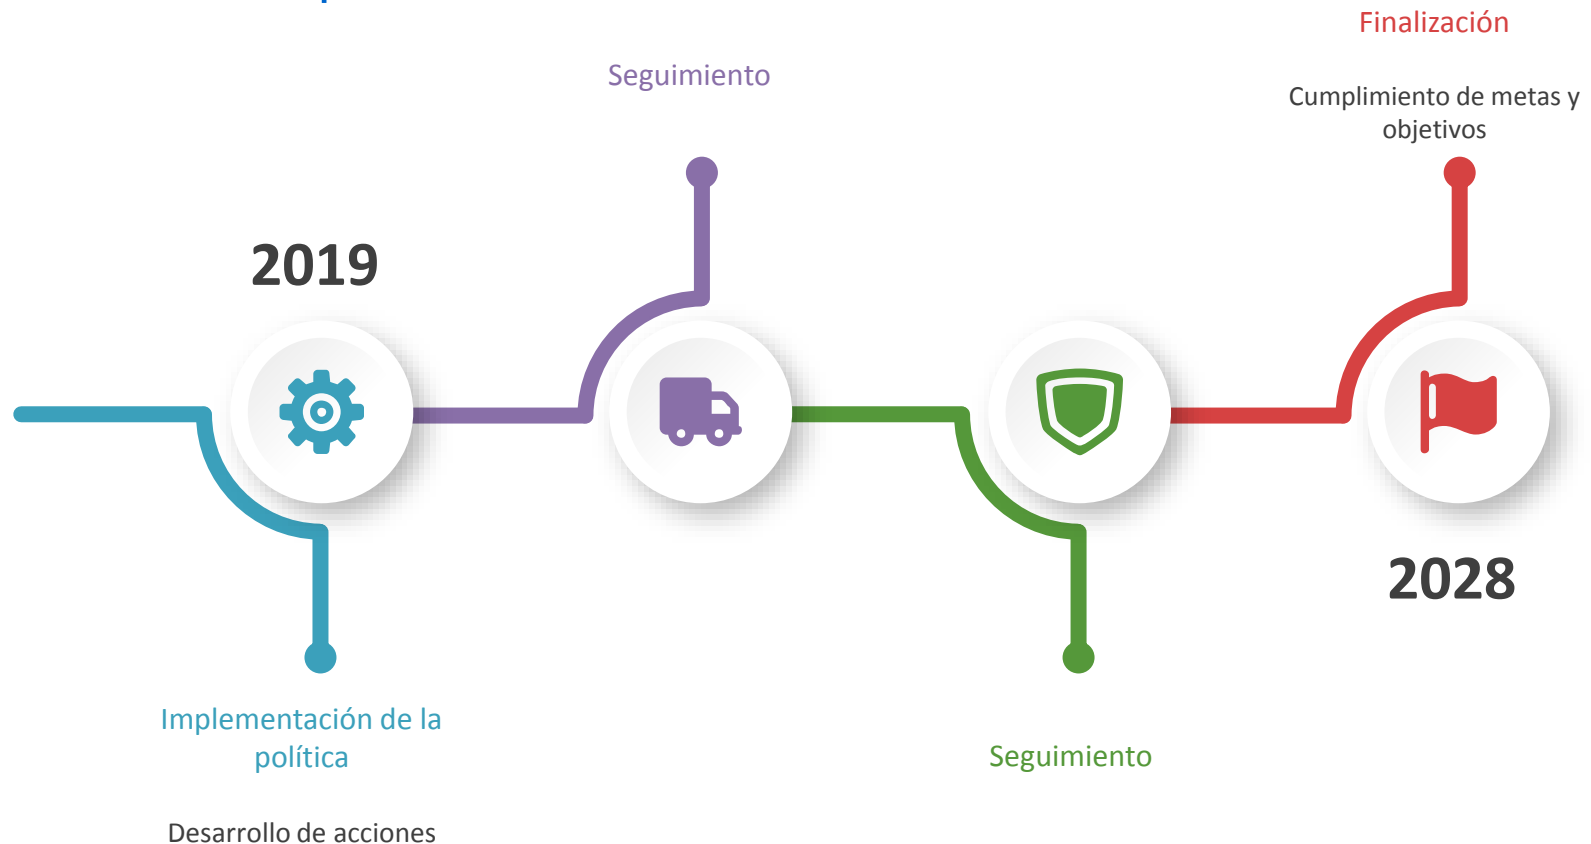 Finalización
Seguimiento
Cumplimiento de metas y
objetivos
2019
2028
Implementación de la
política
Seguimiento
Desarrollo de acciones